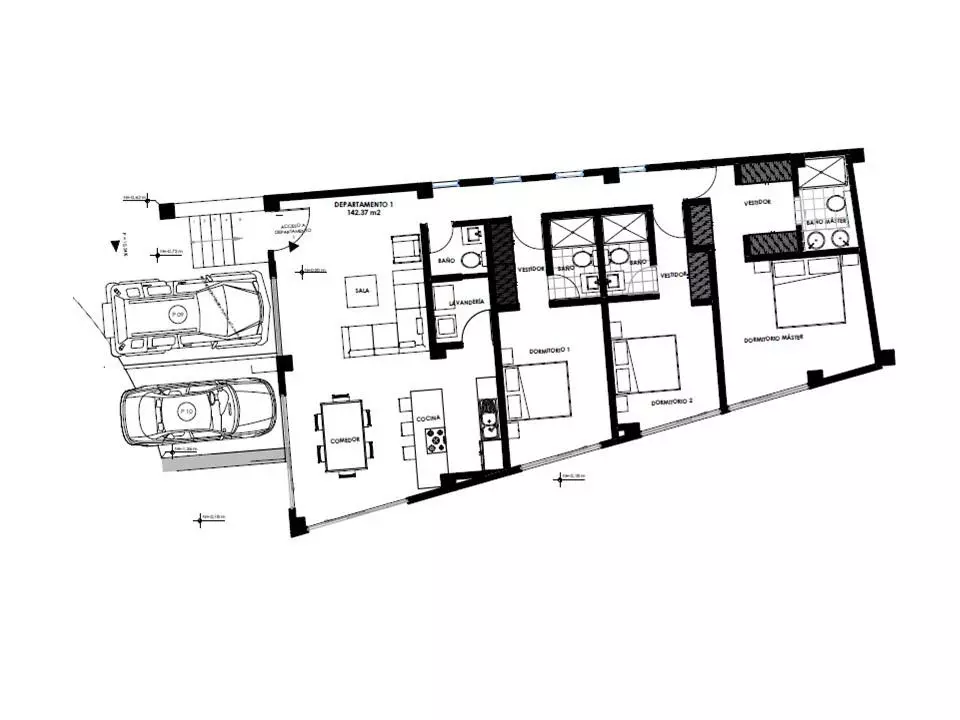 DEPARTAMENTO 1
142.37 m2
ACCESO A
DEPARTAMENTO
1
VESTIDOR
BAÑO MÁSTER
BAÑO
VESTIDOR
BAÑO
BAÑO
VESTIDOR
SALA
LAVANDERÍA
P 09
DORMITORIO 1
DORMITORIO MÁSTER
DORMITORIO 2
P 10
COCINA
COMEDOR